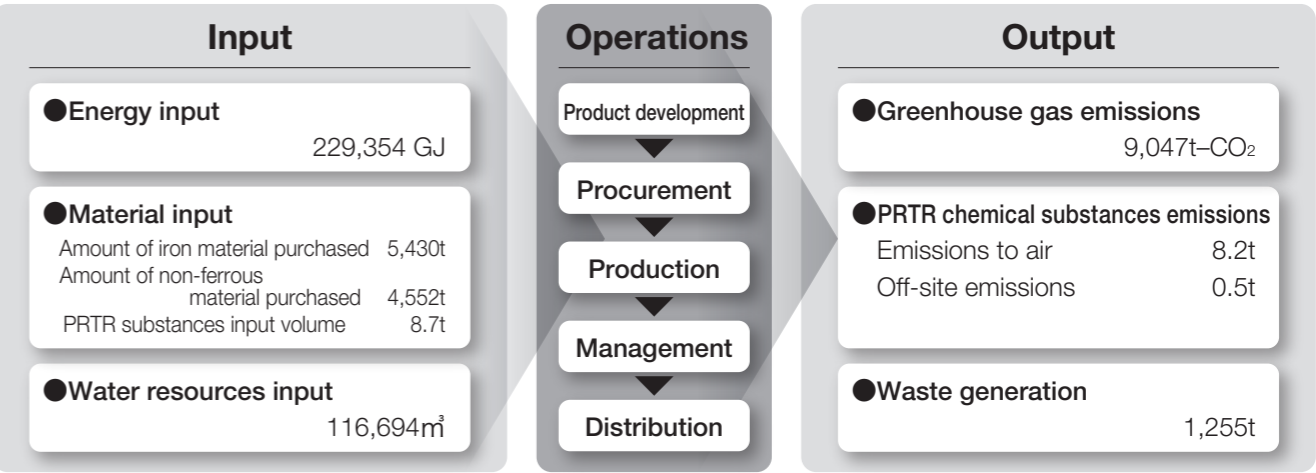 Input
●Energy input
229,354 GJ
●Material input
Amount of iron material purchased 5,430t
Amount of non-ferrous
material purchased 4,552t
PRTR substances input volume 8.7t
●Water resources input
116,694㎥
Operations
Product development
Procurement
Production
Management
Distribution
Output
●Greenhouse gas emissions
9,047t–CO₂
●PRTR chemical substances emissions
Emissions to air 8.2t
Off-site emissions 0.5t
●Waste generation
1,255t